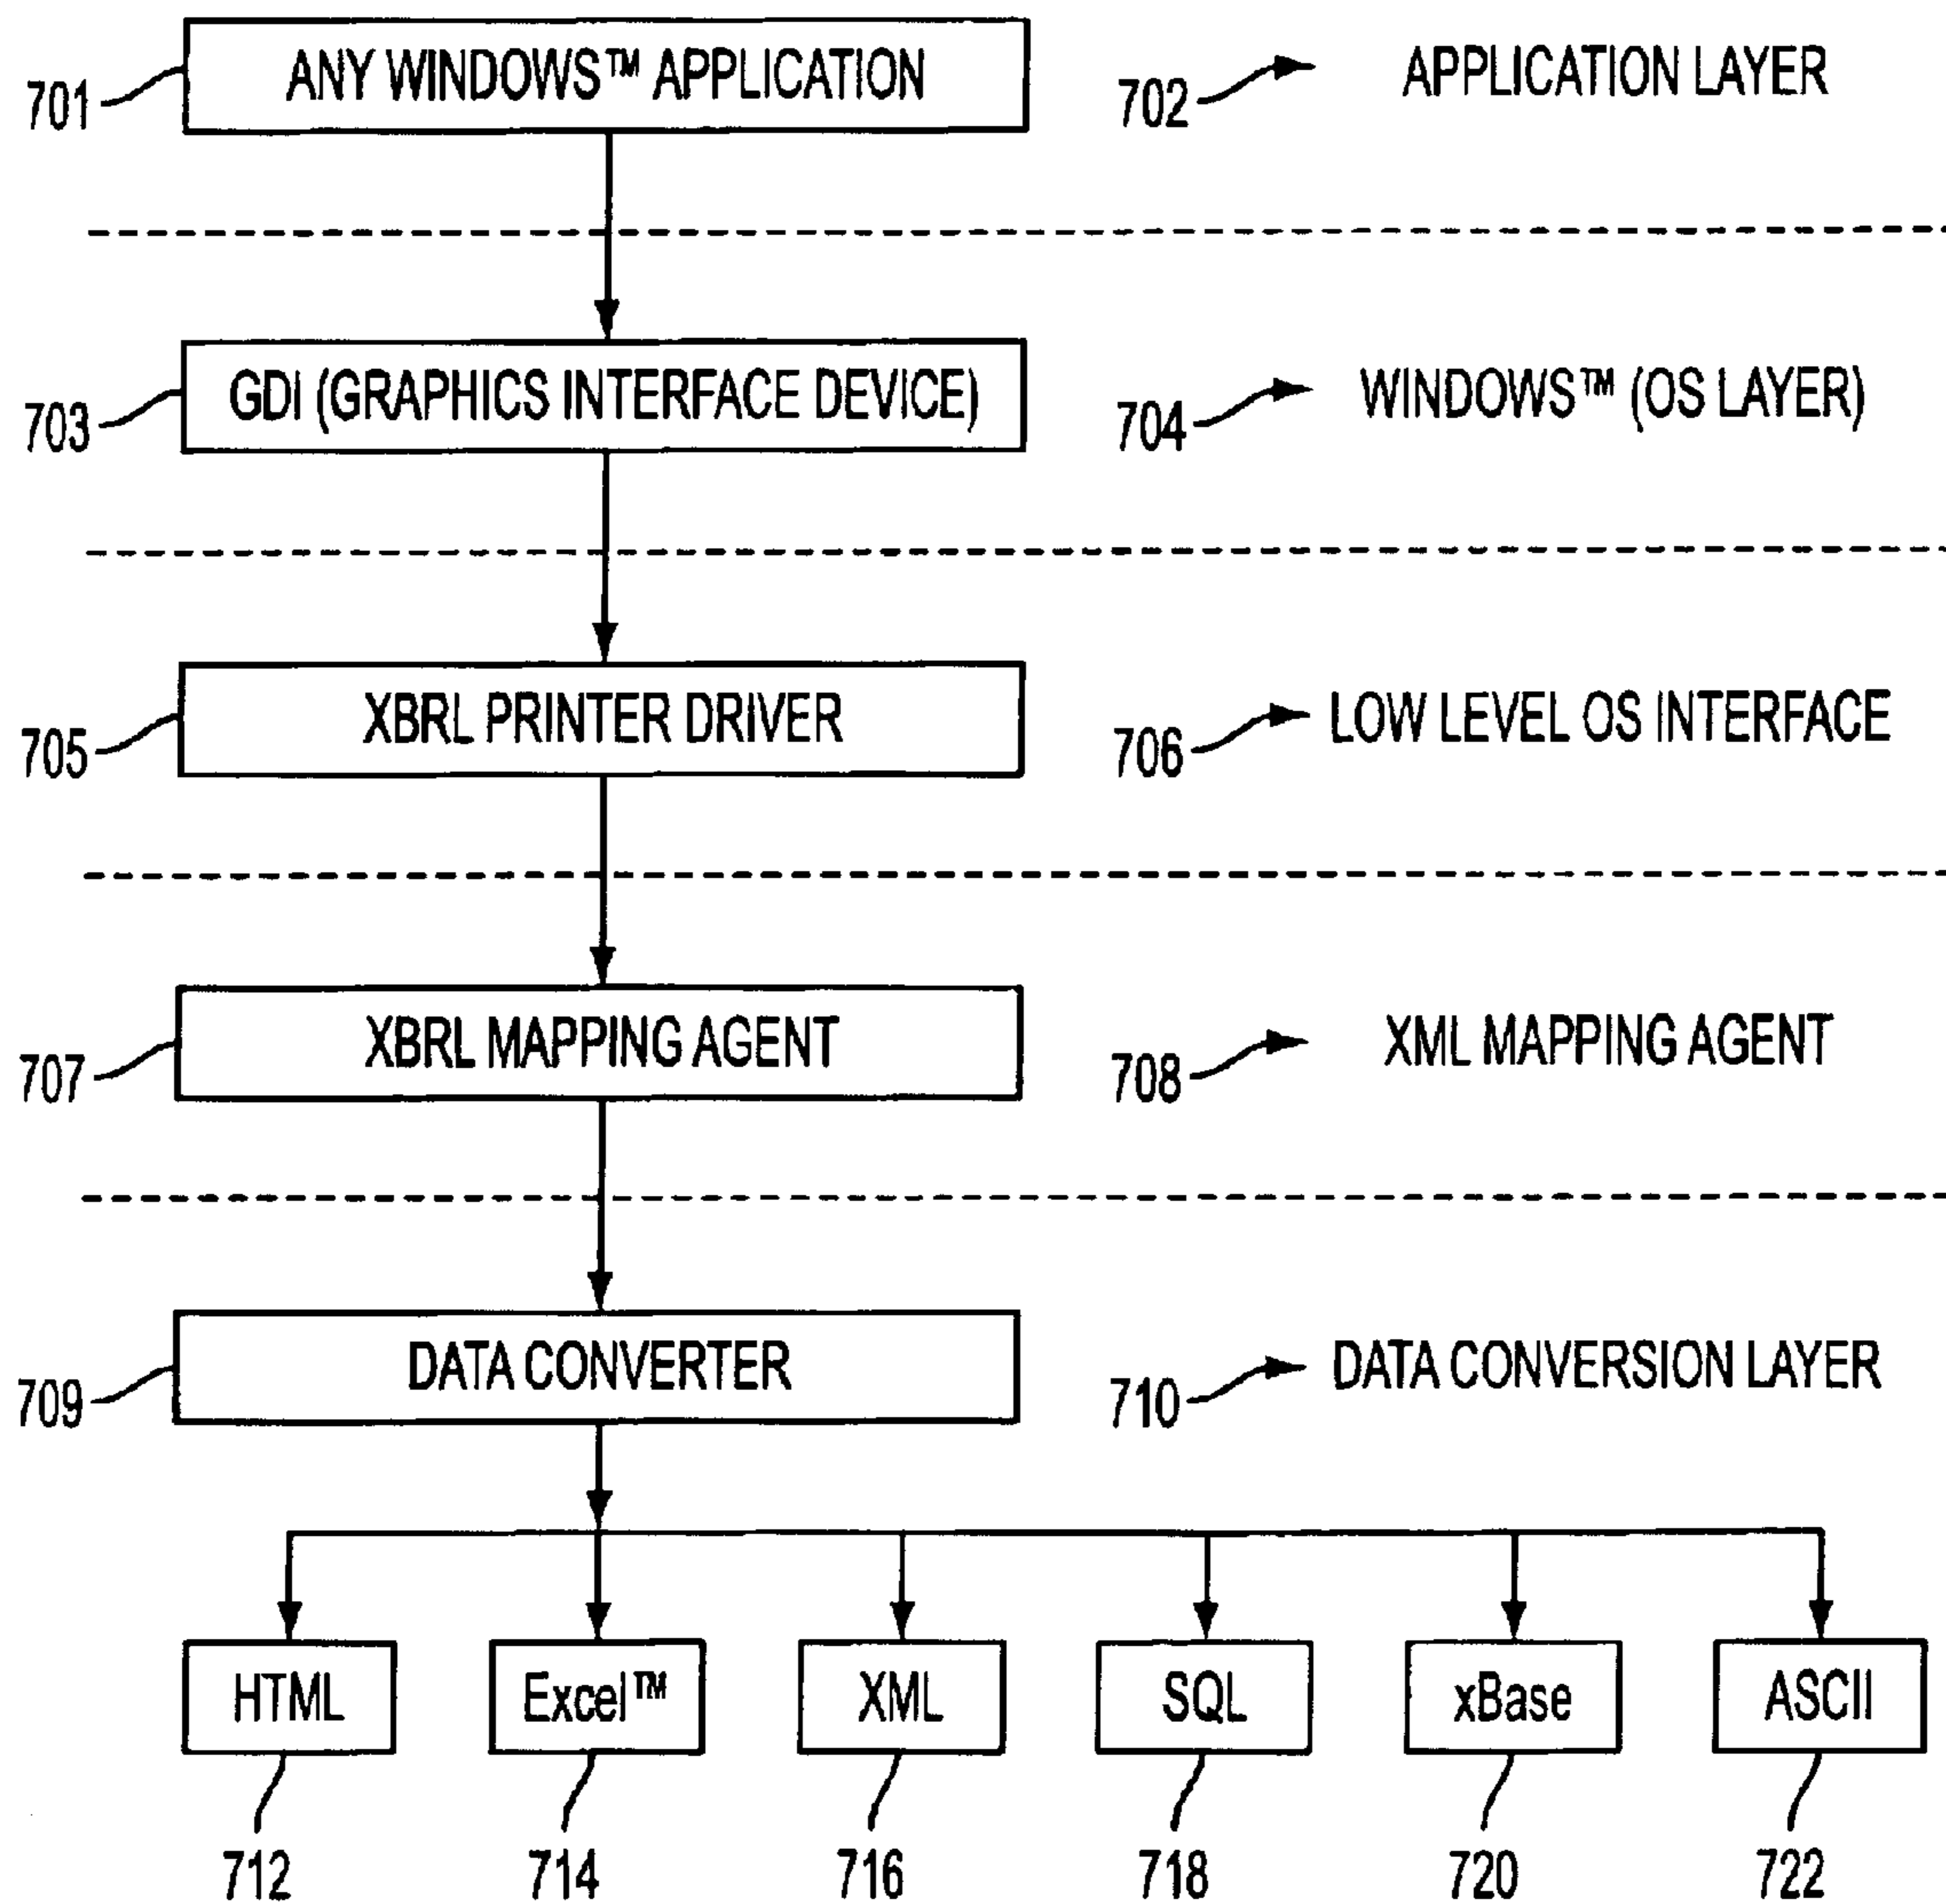 ANY WINDOWS™ APPLICATION
701
702
APPLICATION LAYER
GDI (GRAPHICS INTERFACE DEVICE)
703
704
WINDOWS™ (OS LAYER)
XBRL PRINTER DRIVER
705
706
LOW LEVEL OS INTERFACE
XBRL MAPPING AGENT
707
708
XML MAPPING AGENT
DATA CONVERTER
709
710
DATA CONVERSION LAYER
HTML
Excel™
XML
SQL
xBase
ASCII
712
714
716
718
720
722